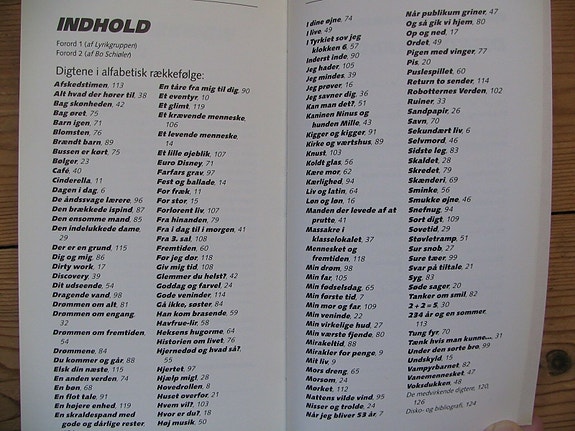 INDHOLD
Forord 1 (af Lyrikgruppen)
Forord 2 (af Bo Schiøler)
Digtene i alfabetisk rækkefølge:
Afskedstimen, 113
Alt hvad der hører til, 38
Bag skønheden, 42
Bag øret, 75
Barn igen, 71
Blomsten, 76
Brændt barn, 89
Bussen er kørt, 75
Bølger, 23
Café, 40
Cinderella, 11
Dagen i dag, 6
De åndssvage lærere, 96
Den brækkede ispind, 87
Den ensomme mand, 85
Den indelukkede dame,
29
Der er en grund, 115
Dig og mig, 86
Dirty work, 17
Discovery, 39
Dit udseende, 54
Dragende vand, 98
Drømmen om alt, 81
Drømmen om engang,
32
Drømmen om fremtiden,
54
Drømmene, 84
Du kommer og går, 88
Elsk din næste, 115
En anden verden, 74
En bøn, 68
En flot tale, 91
En højere enhed, 119
En skraldespand med
gode og dårlige rester,
En tåre fra mig til dig, 90
Et eventyr, 10
Et glimt, 119
Et krævende menneske,
106
Et levende menneske,
14
Et lille øjeblik, 107
Euro Disney, 71
Farfars grav, 97
Fest og ballade, 14
For fræk, 11
For stor, 15
Forlorent liv, 107
Fra hinanden, 79
Fra i dag til i morgen, 41
Fra 3. sal, 108
Fremtiden, 60
Før jeg dør, 118
Giv mig tid, 108
Glemmer du helst?, 42
Goddag og farvel, 24
Gode veninder, 114
Gå ikke, søster, 84
Han kom brasende, 59
Havfrue-lir, 58
Heksens hugorme, 64
Historien om livet, 76
Hjernedød og hvad så?,
55
Hjertet, 97
Hjælp mig!, 28
Hovedrollen, 8
Huset overfor, 21
Hvem vil?, 103
Hvor er du?, 18
Høj musik, 50
I dine øjne, 74
I live, 49
I Tyrkiet sov jeg
klokken 6, 57
Inderst inde, 90
Jeg hader, 105
Jeg mindes, 39
Jeg prøver, 16
Jeg savner dig, 36
Kan man det?, 51
Kaninen Ninus og
hunden Mille, 43
Kigger og kigger, 91
Kirke og værtshus, 89
Knust, 103
Koldt glas, 56
Kære mor, 62
Kærlighed, 94
Liv og latin, 64
Løn og løn, 16
Manden der levede af at
prutte, 41
Massakre i
klasselokalet, 37
Mennesket og
fremtiden, 118
Min drøm, 98
Min far, 105
Min fødselsdag, 65
Min første tid, 7
Min mor og far, 109
Min veninde, 22
Min virkelige hud, 27
Min værste fjende, 80
Mirakeltid, 88
Mirakler for penge, 9
Mit liv, 9
Mors dreng, 65
Morsom, 24
Mørket, 111
Nattens vilde vind, 95
Nisser og trolde, 24
Når jeg bliver 53 år, 7
Når publikum griner, 47
Og så gik vi hjem, 80
Op og ned, 17
Ordet, 49
Pigen med vinger, 77
Pis, 20
Puslespillet, 60
Return to sender, 114
Robotternes Verden, 102
Ruiner, 33
Sandpapir, 26
Savn, 70
Sekundært liv, 6
Selvmord, 46
Sidste leg, 83
Skaldet, 28
Skredet, 79
Skænderi, 69
Sminke, 56
Smukke øjne, 46
Snefnug, 94
Sort digt, 109
Sovetid, 29
Støvletramp, 51
Sur snob, 27
Sure tæer, 99
Svar på tiltale, 21
Syg, 83
Søde sager, 20
Tanker om smil, 82
2 + 2 = 5, 30
234 år og en sommer,
113
Tung fyr, 70
Tænk hvis man kunne..., 31
Under den sorte bro, 99
Undskyld, 15
Vampyrbarnet, 82
Vanemennesket, 67
Voksdukken, 48
De medvirkende digtere, 120,
126
Disko- og bibliografi, 124